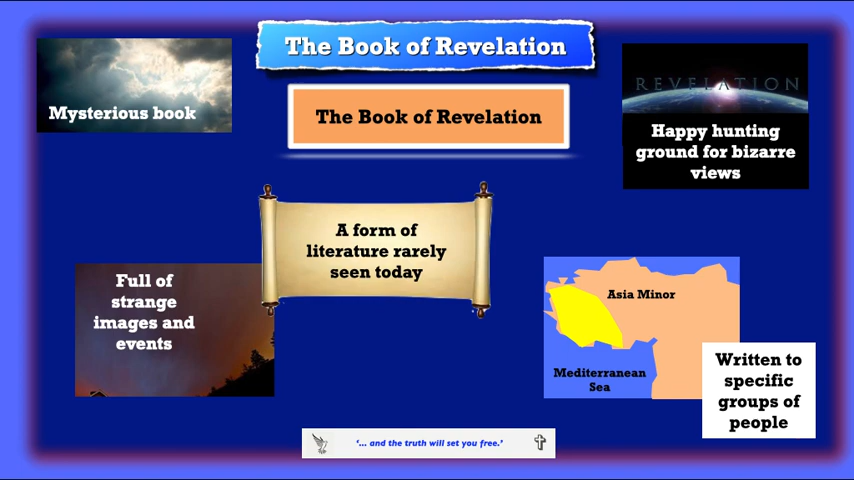 The Book of Revelation
The Book of Revelation
Mysterious book
REVELATION
Happy hunting
ground for bizarre
views
A form of
literature rarely
seen today
Full of
strange
images and
events
Asia Minor
Mediterranean
Sea
Written to
specific
groups of
people
‘... and the truth will set you free.’